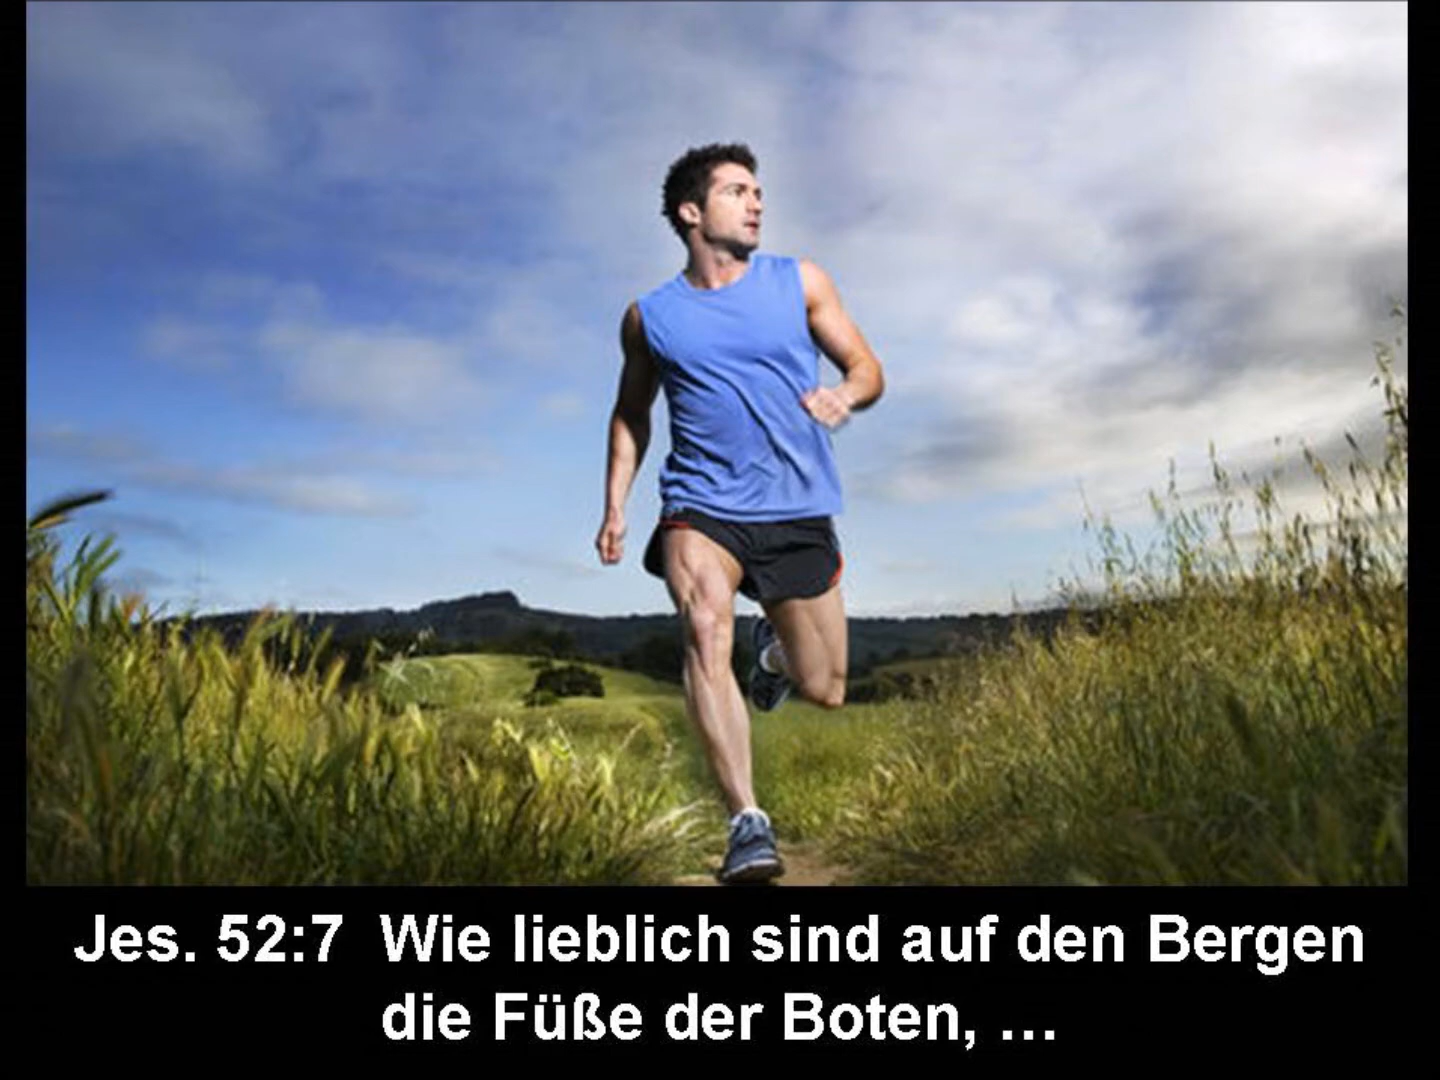 Jes. 52:7  Wie lieblich sind auf den Bergen
die Füße der Boten, …